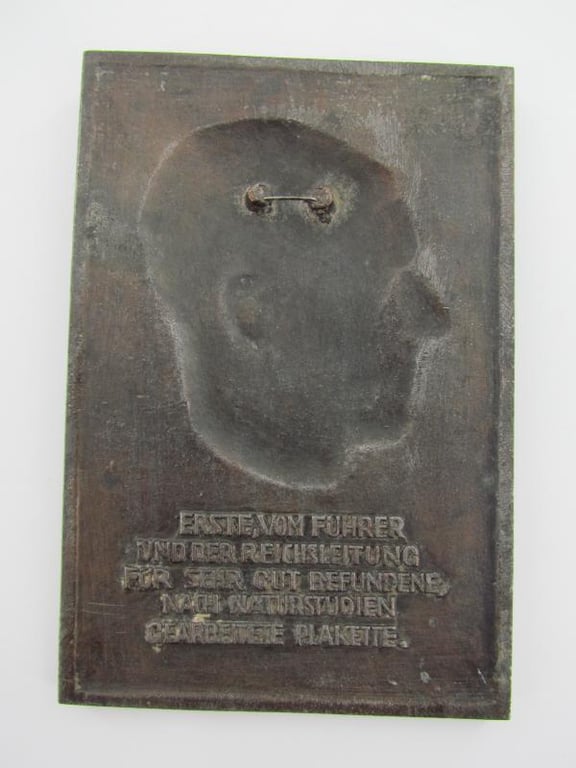 ERSTE, VOM FÜHRER
UND DER REICHSLEITUNG
FÜR SEHR GUT BEFUNDENE,
NACH NATURSTUDIEN
GEARBEITETE PLAKETTE.